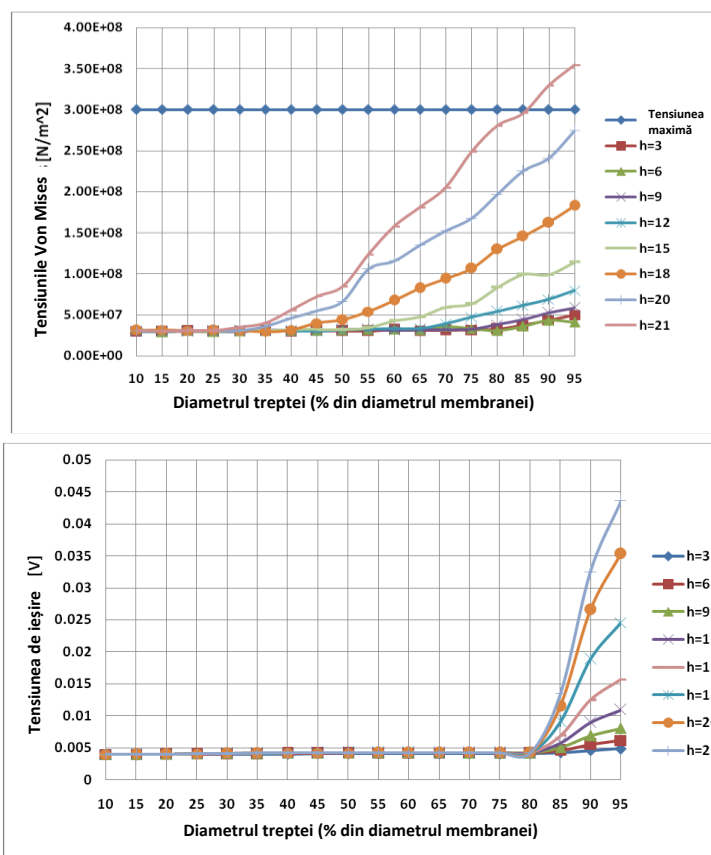 4.00E+08
3.50E+08
3.00E+08
2.50E+08
2.00E+08
1.50E+08
1.00E+08
5.00E+07
0.00E+00
Tensiunile Von Mises [N/m^2]
10 15 20 25 30 35 40 45 50 55 60 65 70 75 80 85 90 95
Diametrul treptei (% din diametrul membranei)
Tensiunea
maximă
h=3
h=6
h=9
h=12
h=15
h=18
h=20
h=21
0.05
0.045
0.04
0.035
0.03
0.025
0.02
0.015
0.01
0.005
0
Tensiunea de ieșire [V]
10 15 20 25 30 35 40 45 50 55 60 65 70 75 80 85 90 95
Diametrul treptei (% din diametrul membranei)
h=3
h=6
h=9
h=1
h=1
h=1
h=20
h=2